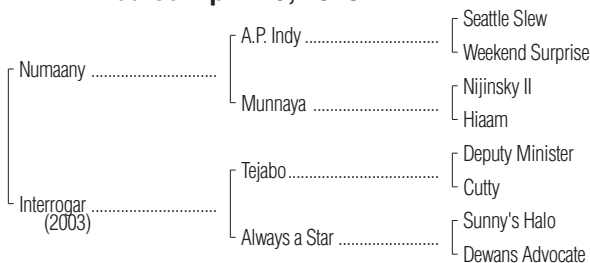 Seattle Slew
A.P. Indy
Weekend Surprise
Numaany
Nijinsky II
Munnaya
Hiaam
Deputy Minister
Tejabo
Cutty
Interrogar
(2003)
Sunny's Halo
Always a Star
Dewans Advocate